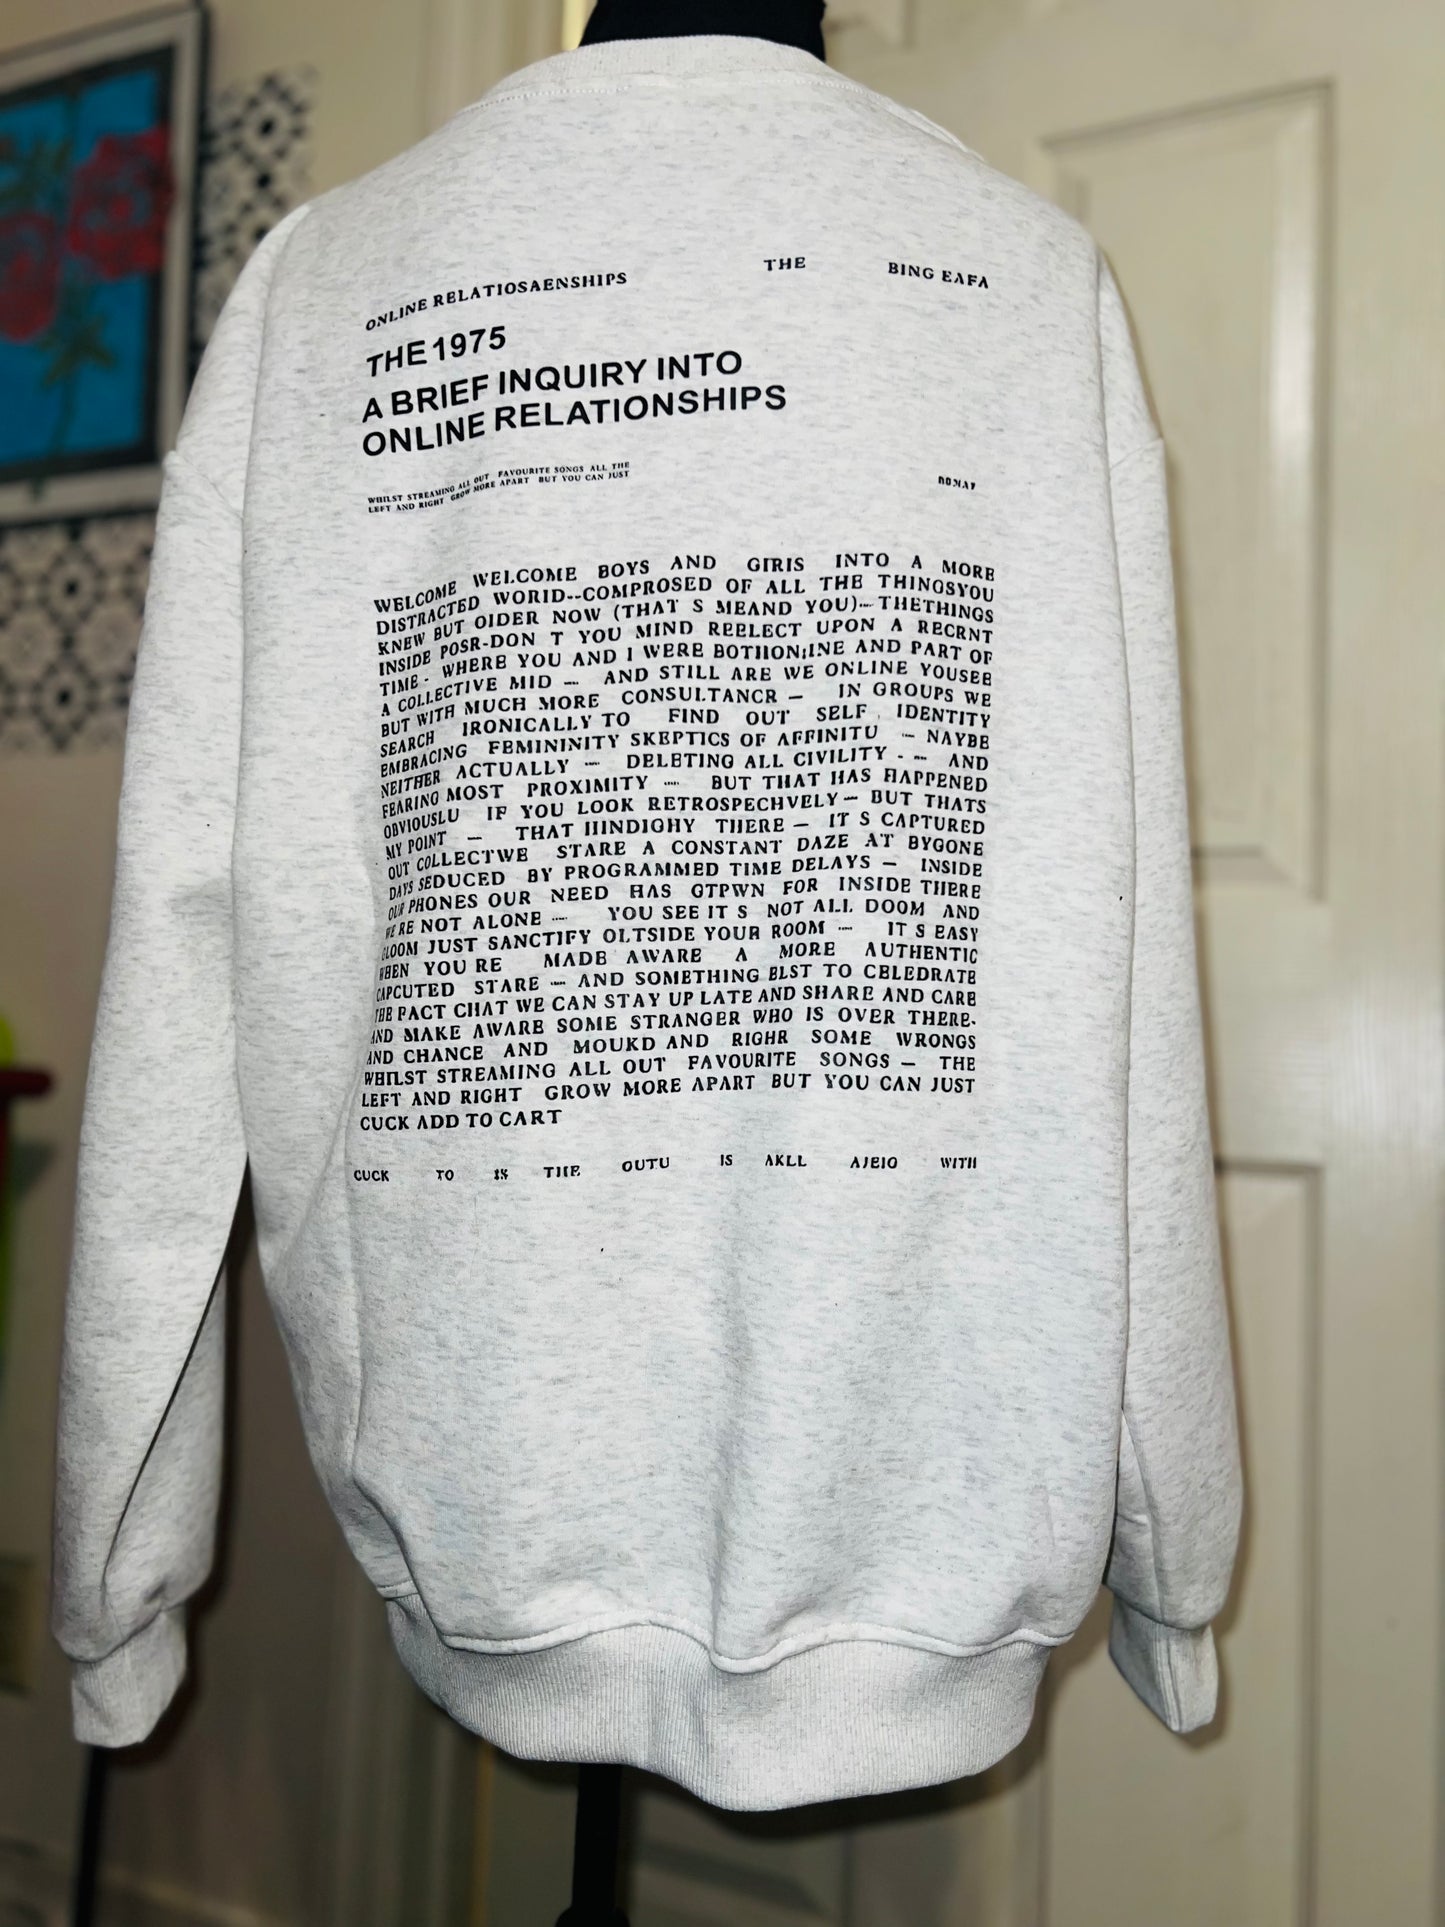 ONLINE RELATIOSAENSHIPS THE BING EAFA
THE 1975
A BRIEF INQUIRY INTO
ONLINE RELATIONSHIPS
WHILST STREAMING ALL OUT FAVOURITE SONGS ALL THE
LEFT AND RIGHT GROW MORE APART BUT YOU CAN JUST
WELCOME WELCOME BOYS AND GIRIS INTO A MORE
DISTRACTED WORID--COMPROSED OF ALL THE THINGSYOU
KNEW BUT OIDER NOW (THAT S MEAND YOU)--THETHINGS
INSIDE POSR-DON T YOU MIND REELECT UPON A RECRNT
TIME - WHERE YOU AND I WERE BOTIION;INE AND PART OF
A COLLECTIVE MID — AND STILL ARE WE ONLINE YOUSEE
BUT WITH MUCH MORE CONSULTANCR — IN GROUPS WE
SEARCH IRONICALLY TO FIND OUT SELF, IDENTITY
EMBRACING FEMININITY SKEPTICS OF AFFINITU — NAYBE
NEITHER ACTUALLY — DELETING ALL CIVILITY - — AND
FEARING MOST PROXIMITY — BUT THAT HAS HAPPENED
OBVIOUSLU IF YOU LOOK RETROSPECHVELY — BUT THATS
MY POINT — THAT IIINDIGHY THERE — IT S CAPTURED
OUT COLLECTWE STARE A CONSTANT DAZE AT BYGONE
DAYS SEDUCED BY PROGRAMMED TIME DELAYS — INSIDE
OUR PHONES OUR NEED HAS GTPWN FOR INSIDE THERE
WE RE NOT ALONE — YOU SEE IT S NOT ALL DOOM AND
GLOOM JUST SANCTIFY OLTSIDE YOUR ROOM — IT S EASY
WHEN YOU RE MADE AWARE A MORE AUTHENTIC
CAPCUTED STARE — AND SOMETHING ELST TO CELEDRATE
THE PACT CHAT WE CAN STAY UP LATE AND SHARE AND CARE
AND MAKE AWARE SOME STRANGER WHO IS OVER THERE.
AND CHANCE AND MOUKD AND RIGHR SOME WRONGS
WHILST STREAMING ALL OUT FAVOURITE SONGS — THE
LEFT AND RIGHT GROW MORE APART BUT YOU CAN JUST
CUCK ADD TO CART
CUCK TO IS THE OUTU IS AKLL AJEIO WITH